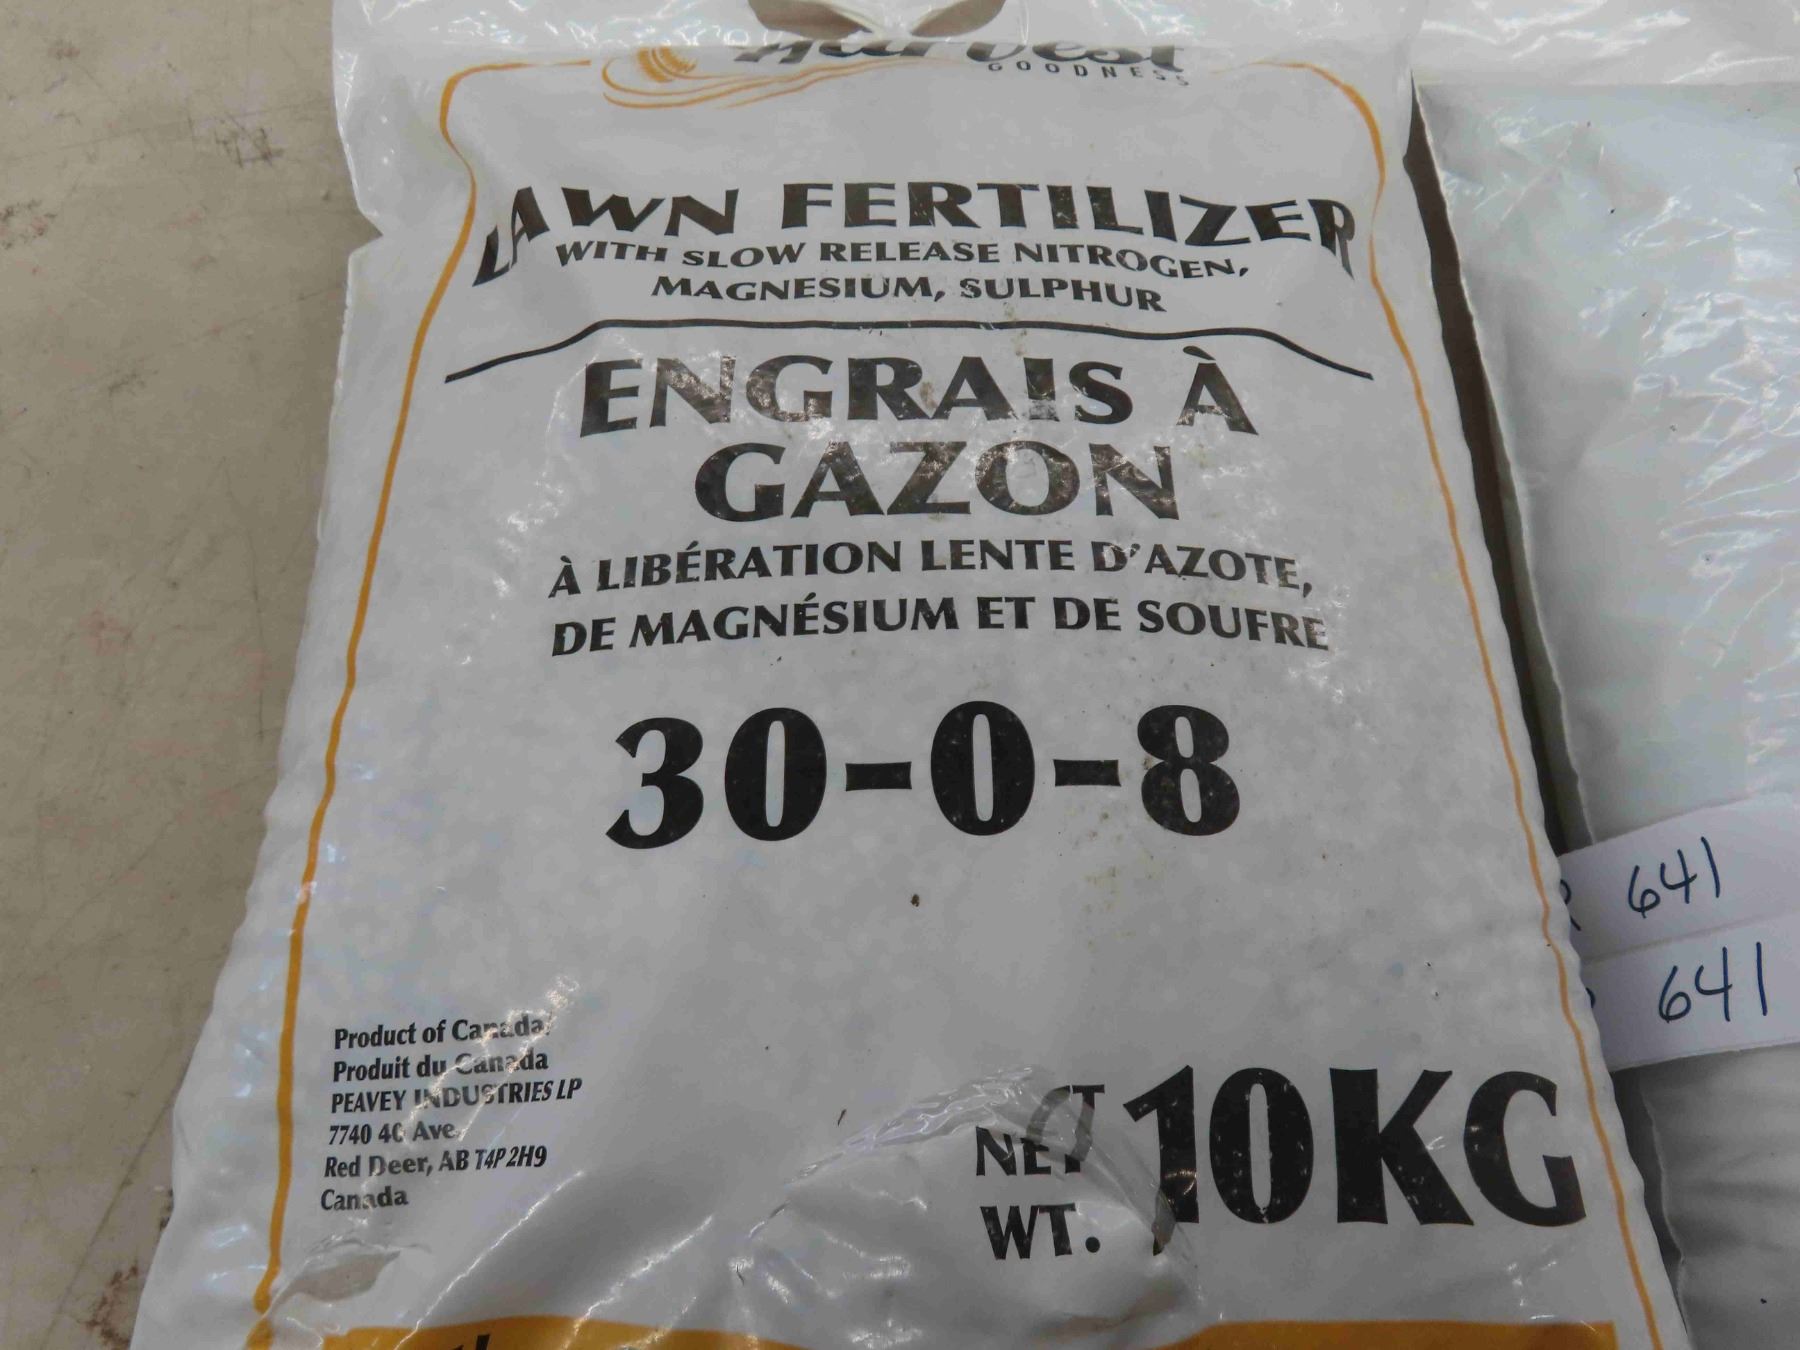 Harvest
GOODNESS
LAWN FERTILIZER
WITH SLOW RELEASE NITROGEN,
MAGNESIUM, SULPHUR
ENGRAIS À
GAZON
À LIBÉRATION LENTE D'AZOTE,
DE MAGNÉSIUM ET DE SOUFRE
30-0-8
Product of Canada/
Produit du Canada
PEAVEY INDUSTRIES LP
7740 40 Ave
Red Deer, AB T4P 2H9
Canada
NET
WT.
10KG
641
641